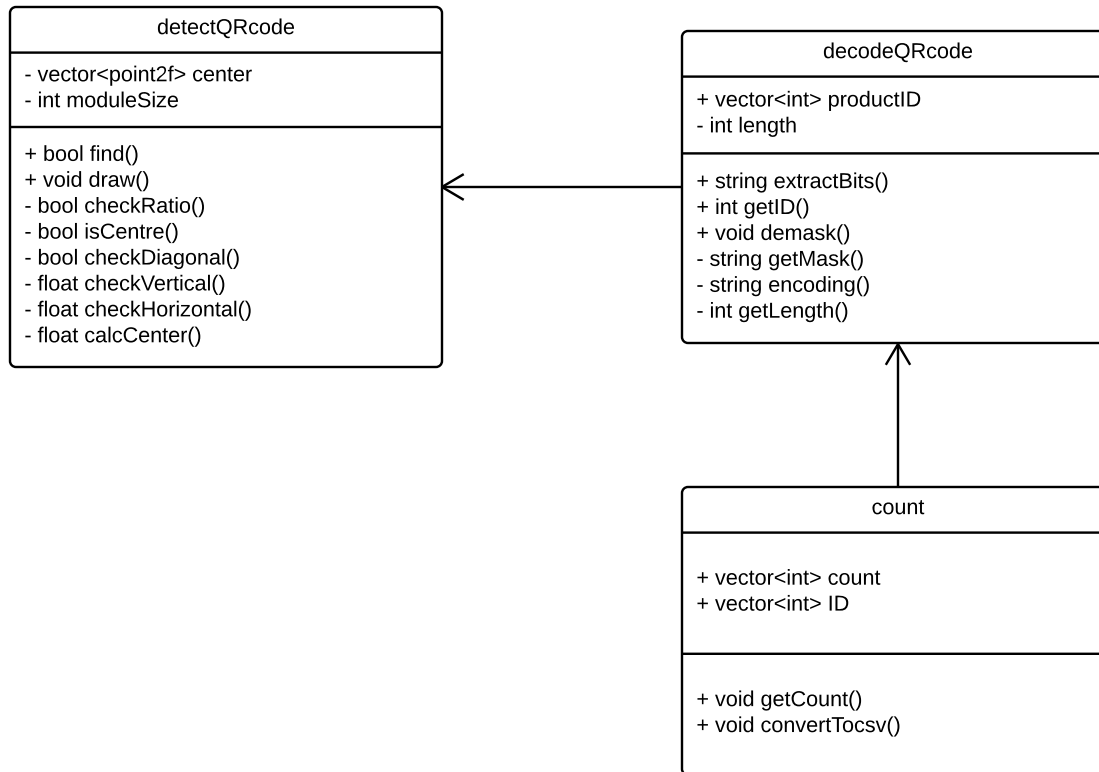 detectQRcode
- vector<point2f> center
- int moduleSize
+ bool find()
+ void draw()
- bool checkRatio()
- bool isCentre()
- bool checkDiagonal()
- float checkVertical()
- float checkHorizontal()
- float calcCenter()
decodeQRcode
+ vector<int> productID
- int length
+ string extractBits()
+ int getID()
+ void demask()
- string getMask()
- string encoding()
- int getLength()
count
+ vector<int> count
+ vector<int> ID
+ void getCount()
+ void convertTocsv()